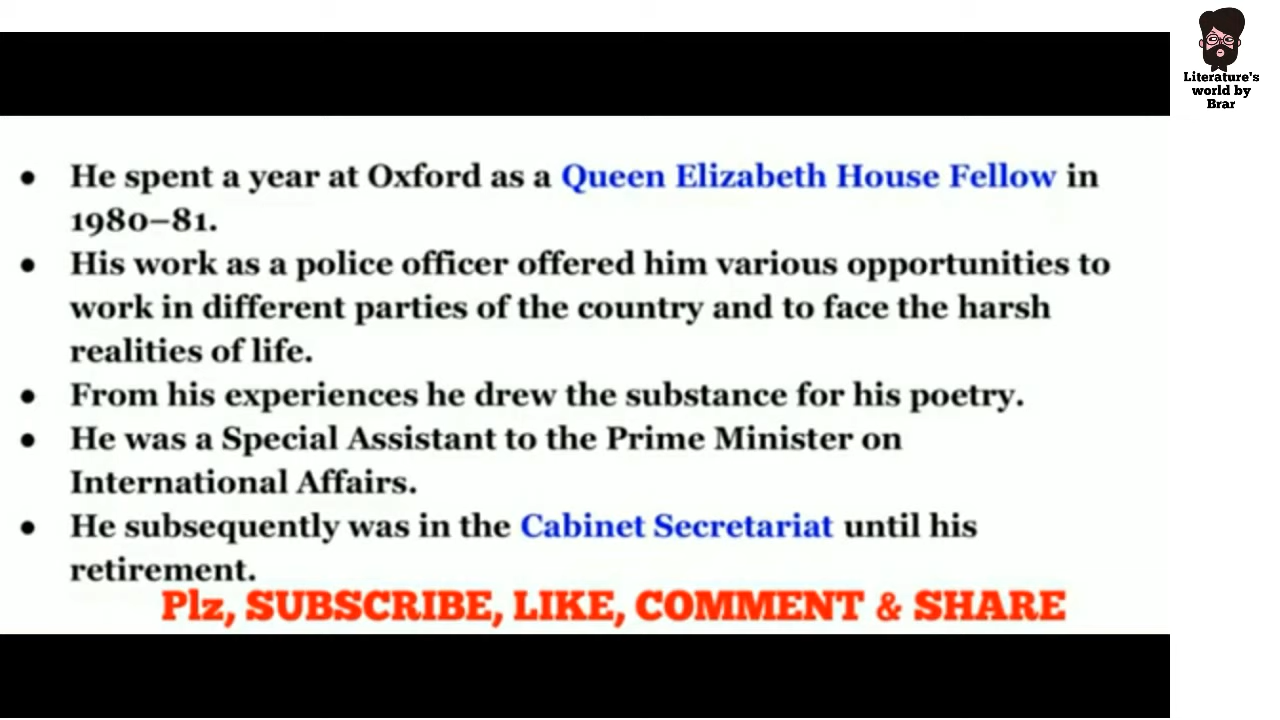 Literature's
world by
Brar
● He spent a year at Oxford as a Queen Elizabeth House Fellow in
1980–81.
● His work as a police officer offered him various opportunities to
work in different parties of the country and to face the harsh
realities of life.
● From his experiences he drew the substance for his poetry.
● He was a Special Assistant to the Prime Minister on
International Affairs.
● He subsequently was in the Cabinet Secretariat until his
retirement.
Plz, SUBSCRIBE, LIKE, COMMENT & SHARE